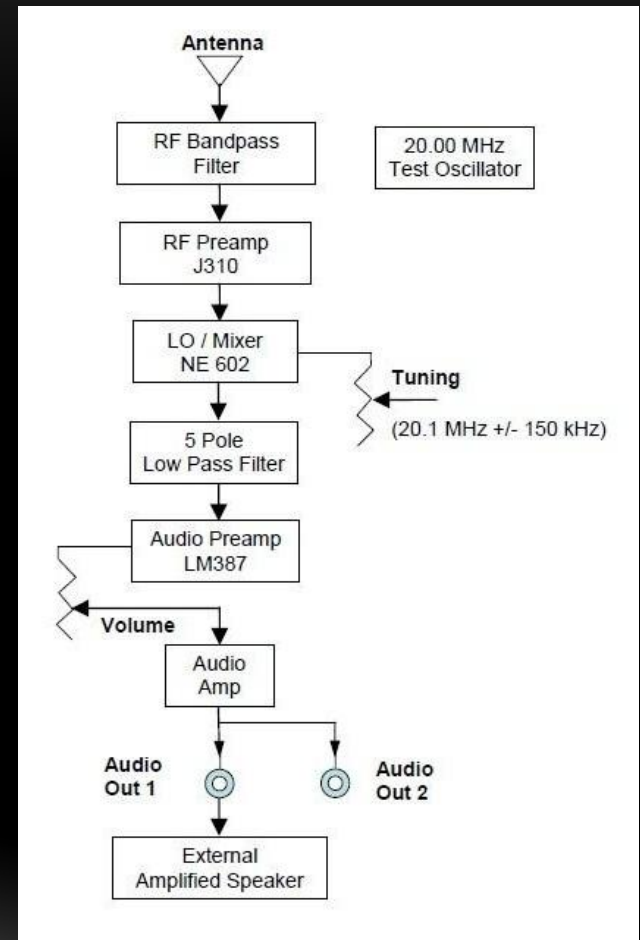 Antenna
RF Bandpass
Filter
20.00 MHz
Test Oscillator
RF Preamp
J310
LO / Mixer
NE 602
Tuning
(20.1 MHz +/- 150 kHz)
5 Pole
Low Pass Filter
Audio Preamp
LM387
Volume
Audio
Amp
Audio
Out 1
Audio
Out 2
External
Amplified Speaker